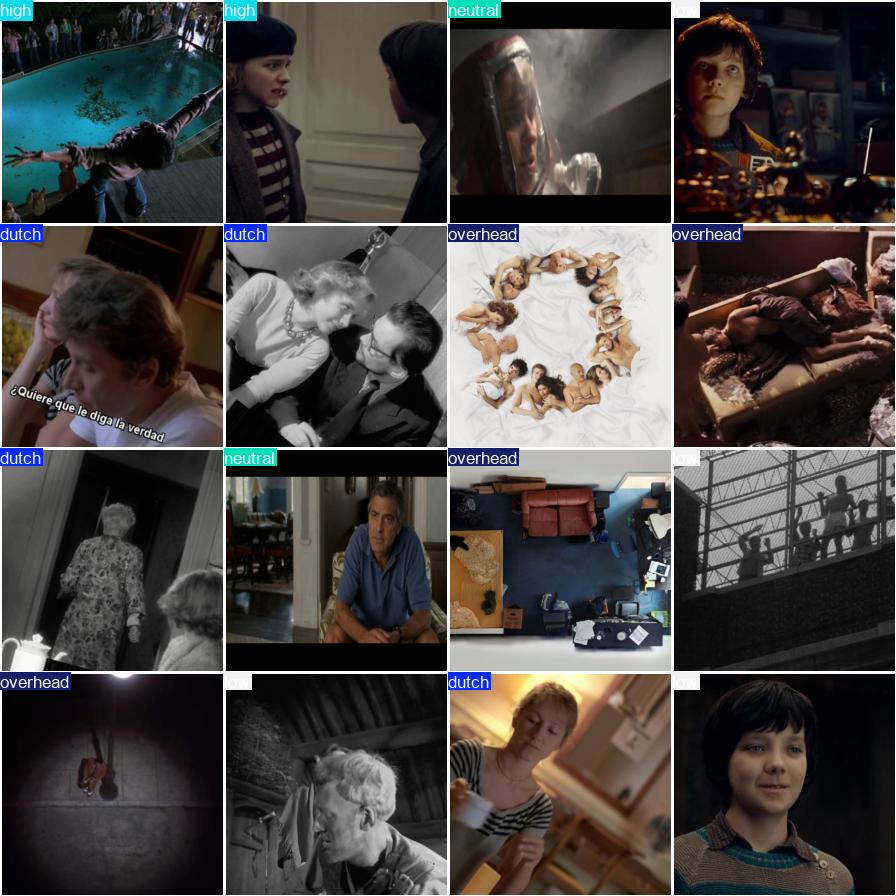 high
high
neutral
low
dutch
dutch
overhead
overhead
¿Quiere que le diga la verdad
dutch
neutral
overhead
low
overhead
low
dutch
low